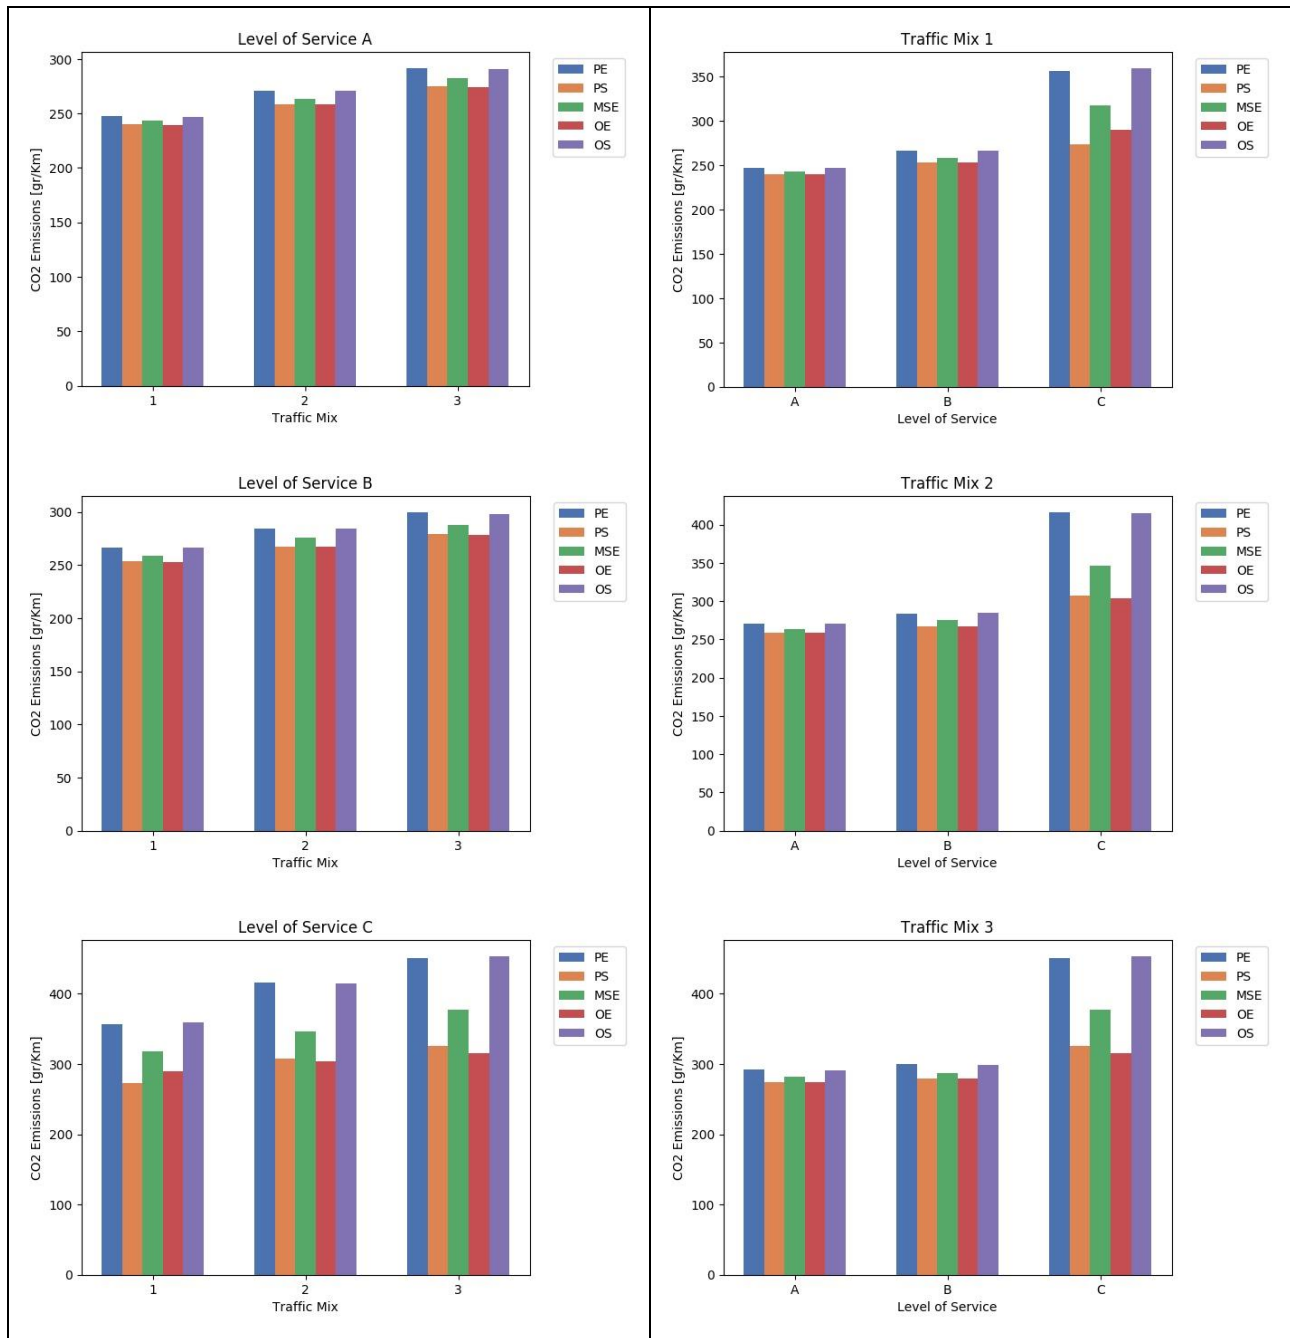 Level of Service A
300
250
200
150
100
50
0
CO2 Emissions [gr/Km]
1 2 3
Traffic Mix
PE
PS
MSE
OE
OS
Traffic Mix 1
350
300
250
200
150
100
50
0
CO2 Emissions [gr/Km]
A B C
Level of Service
PE
PS
MSE
OE
OS
Level of Service B
300
250
200
150
100
50
0
CO2 Emissions [gr/Km]
1 2 3
Traffic Mix
PE
PS
MSE
OE
OS
Traffic Mix 2
400
350
300
250
200
150
100
50
0
CO2 Emissions [gr/Km]
A B C
Level of Service
PE
PS
MSE
OE
OS
Level of Service C
400
300
200
100
0
CO2 Emissions [gr/Km]
1 2 3
Traffic Mix
PE
PS
MSE
OE
OS
Traffic Mix 3
400
300
200
100
0
CO2 Emissions [gr/Km]
A B C
Level of Service
PE
PS
MSE
OE
OS